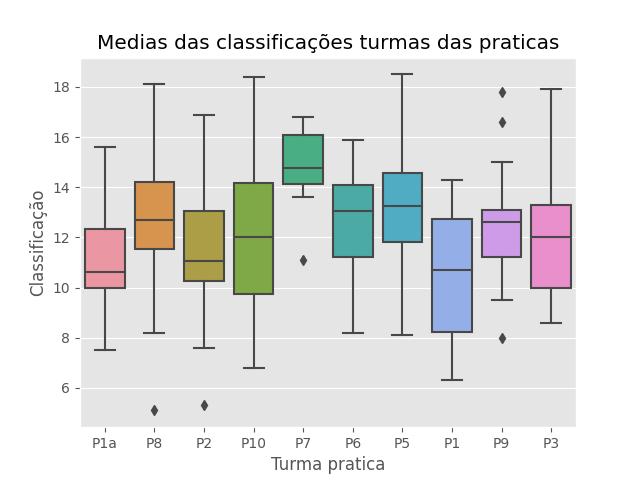 Medias das classificações turmas das praticas
Classificação
18
16
14
12
10
8
6
P1a P8 P2 P10 P7 P6 P5 P1 P9 P3
Turma pratica